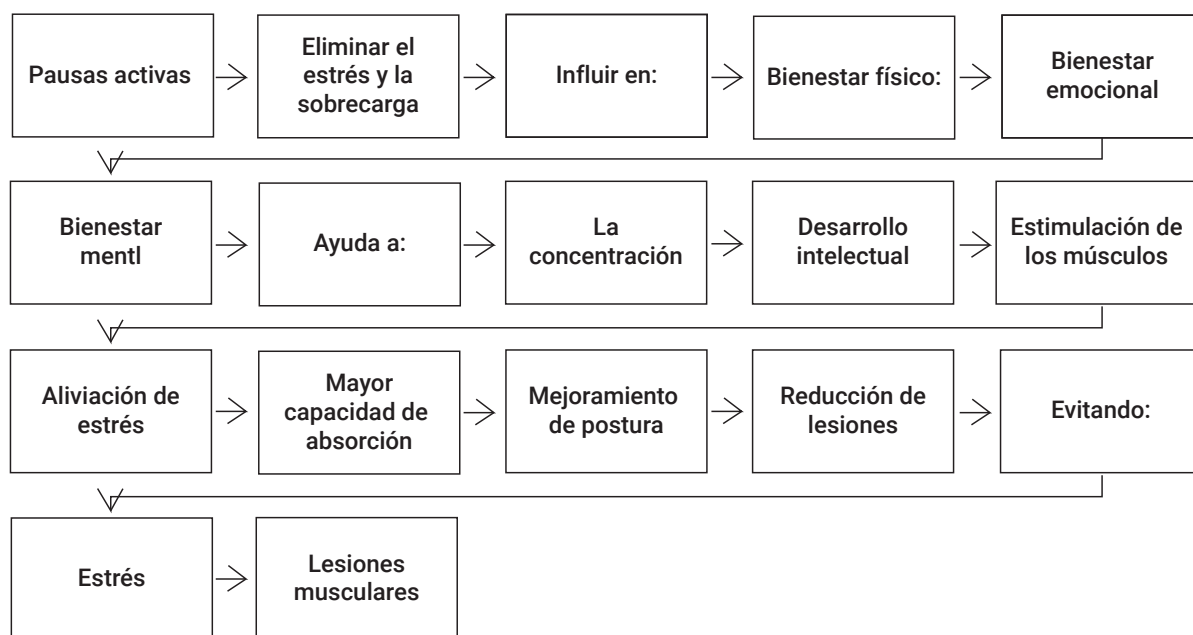 Pausas activas
Eliminar el
estrés y la
sobrecarga
Influir en:
Bienestar físico:
Bienestar
emocional
Bienestar
mentl
Ayuda a:
La
concentración
Desarrollo
intelectual
Estimulación de
los músculos
Aliviación de
estrés
Mayor
capacidad de
absorción
Mejoramiento
de postura
Reducción de
lesiones
Evitando:
Estrés
Lesiones
musculares